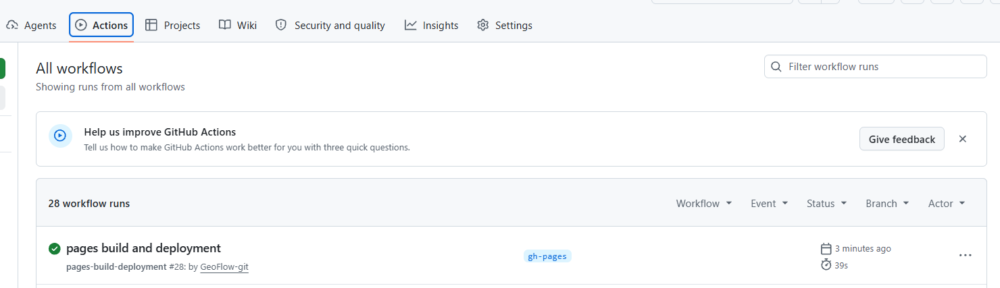 Agents Actions Projects Wiki Security and quality Insights Settings
All workflows
Filter workflow runs
Showing runs from all workflows
Help us improve GitHub Actions
Tell us how to make GitHub Actions work better for you with three quick questions.
Give feedback
28 workflow runs
Workflow Event Status Branch Actor
pages build and deployment
pages-build-deployment #28: by GeoFlow-git
gh-pages
3 minutes ago
39s